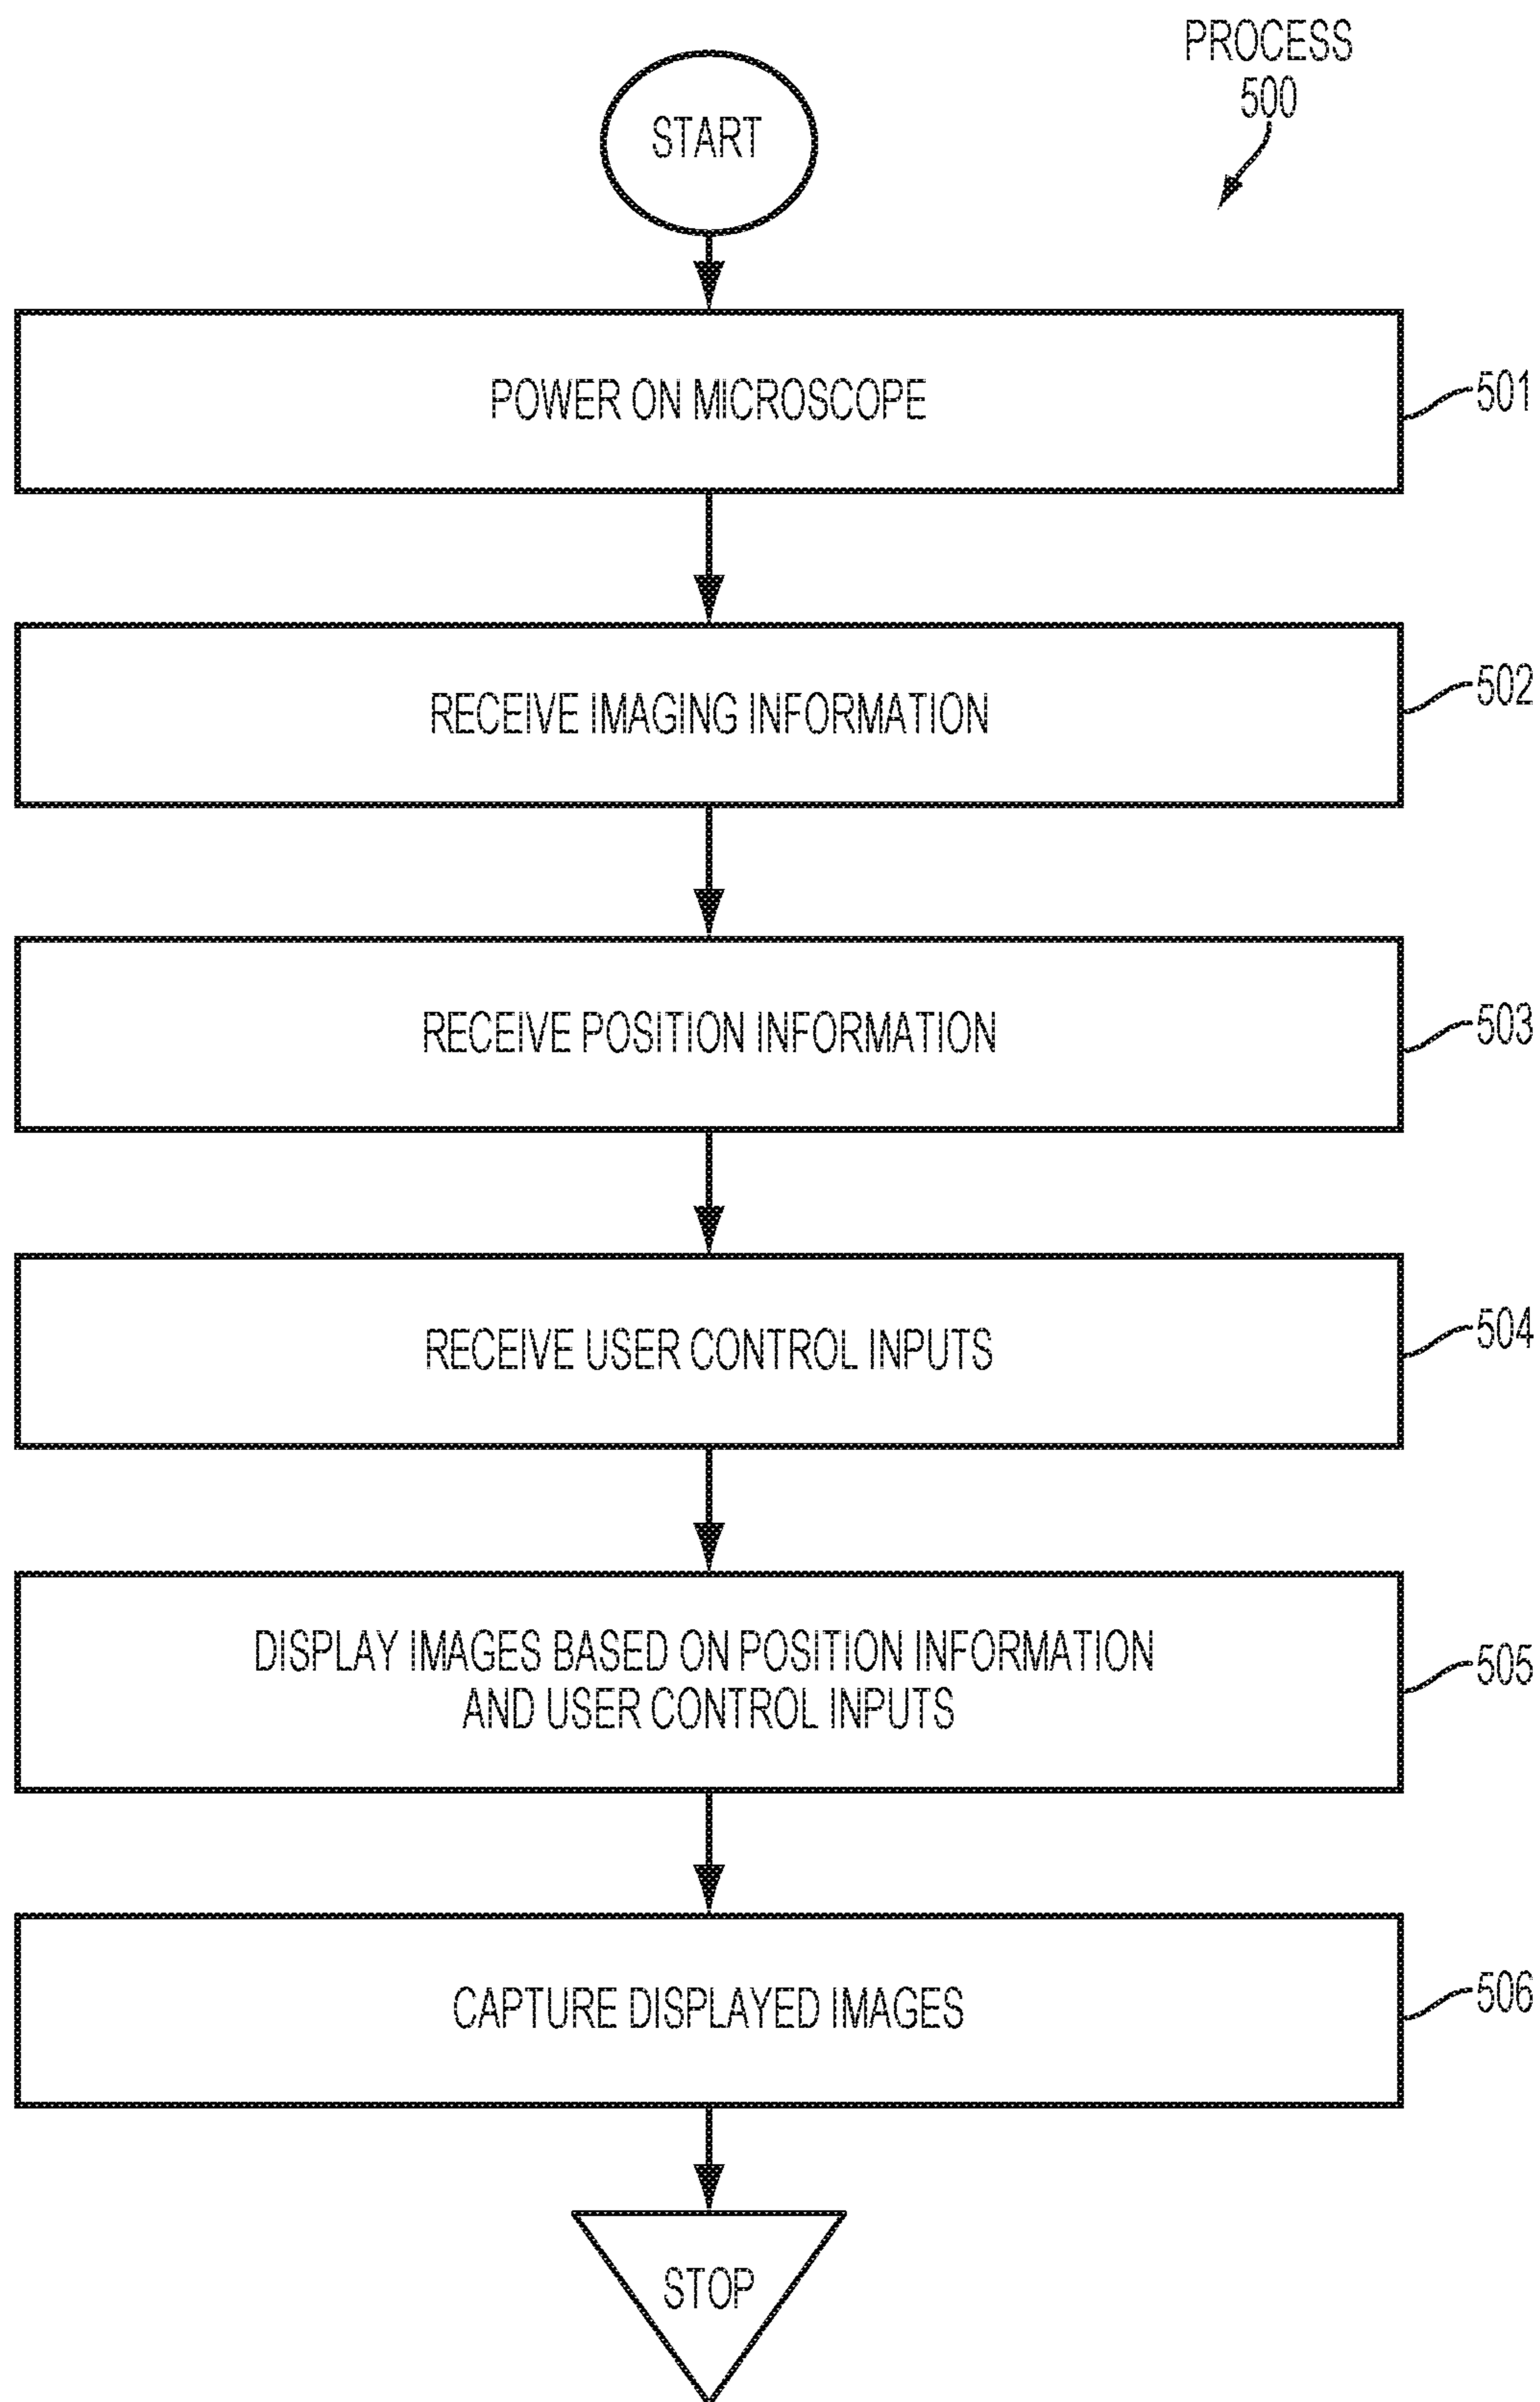 PROCESS
500
START
POWER ON MICROSCOPE
501
RECEIVE IMAGING INFORMATION
502
RECEIVE POSITION INFORMATION
503
RECEIVE USER CONTROL INPUTS
504
DISPLAY IMAGES BASED ON POSITION INFORMATION
AND USER CONTROL INPUTS
505
CAPTURE DISPLAYED IMAGES
506
STOP